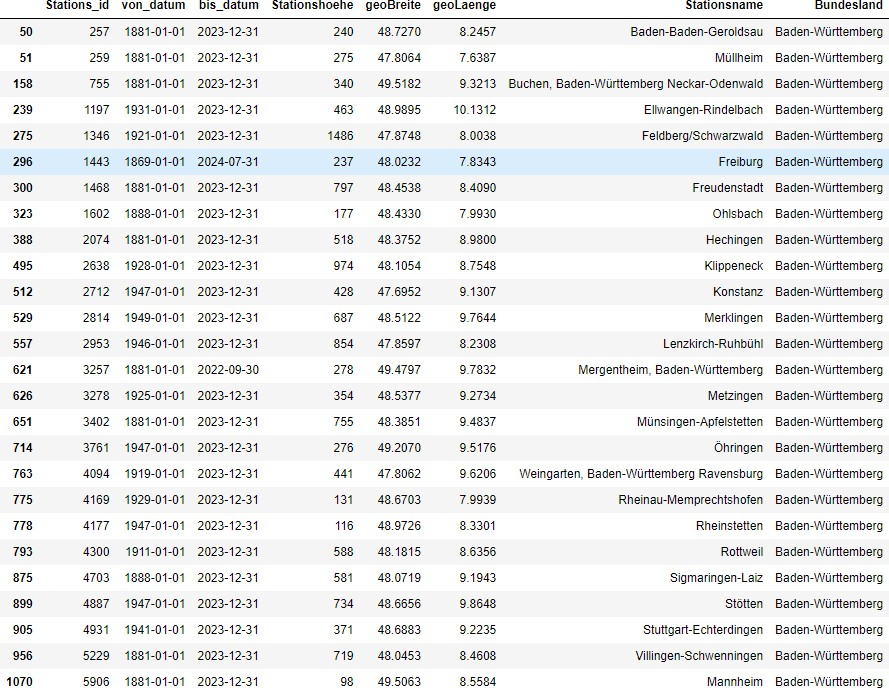 Stations_id von_datum bis_datum Stationshoehe geoBreite geoLaenge Stationsname Bundesland
50 257 1881-01-01 2023-12-31 240 48.7270 8.2457 Baden-Baden-Geroldsau Baden-Württemberg
51 259 1881-01-01 2023-12-31 275 47.8064 7.6387 Müllheim Baden-Württemberg
158 755 1881-01-01 2023-12-31 340 49.5182 9.3213 Buchen, Baden-Württemberg Neckar-Odenwald Baden-Württemberg
239 1197 1931-01-01 2023-12-31 463 48.9895 10.1312 Ellwangen-Rindelbach Baden-Württemberg
275 1346 1921-01-01 2023-12-31 1486 47.8748 8.0038 Feldberg/Schwarzwald Baden-Württemberg
296 1443 1869-01-01 2024-07-31 237 48.0232 7.8343 Freiburg Baden-Württemberg
300 1468 1881-01-01 2023-12-31 797 48.4538 8.4090 Freudenstadt Baden-Württemberg
323 1602 1888-01-01 2023-12-31 177 48.4330 7.9930 Ohlsbach Baden-Württemberg
388 2074 1881-01-01 2023-12-31 518 48.3752 8.9800 Hechingen Baden-Württemberg
495 2638 1928-01-01 2023-12-31 974 48.1054 8.7548 Klippeneck Baden-Württemberg
512 2712 1947-01-01 2023-12-31 428 47.6952 9.1307 Konstanz Baden-Württemberg
529 2814 1949-01-01 2023-12-31 687 48.5122 9.7644 Merklingen Baden-Württemberg
557 2953 1946-01-01 2023-12-31 854 47.8597 8.2308 Lenzkirch-Ruhbühl Baden-Württemberg
621 3257 1881-01-01 2022-09-30 278 49.4797 9.7832 Mergentheim, Baden-Württemberg Baden-Württemberg
626 3278 1925-01-01 2023-12-31 354 48.5377 9.2734 Metzingen Baden-Württemberg
651 3402 1881-01-01 2023-12-31 755 48.3851 9.4837 Münsingen-Apfelstetten Baden-Württemberg
714 3761 1947-01-01 2023-12-31 276 49.2070 9.5176 Öhringen Baden-Württemberg
763 4094 1919-01-01 2023-12-31 441 47.8062 9.6206 Weingarten, Baden-Württemberg Ravensburg Baden-Württemberg
775 4169 1929-01-01 2023-12-31 131 48.6703 7.9939 Rheinau-Memprechtshofen Baden-Württemberg
778 4177 1947-01-01 2023-12-31 116 48.9726 8.3301 Rheinstetten Baden-Württemberg
793 4300 1911-01-01 2023-12-31 588 48.1815 8.6356 Rottweil Baden-Württemberg
875 4703 1888-01-01 2023-12-31 581 48.0719 9.1943 Sigmaringen-Laiz Baden-Württemberg
899 4887 1947-01-01 2023-12-31 734 48.6656 9.8648 Stötten Baden-Württemberg
905 4931 1941-01-01 2023-12-31 371 48.6883 9.2235 Stuttgart-Echterdingen Baden-Württemberg
956 5229 1881-01-01 2023-12-31 719 48.0453 8.4608 Villingen-Schwenningen Baden-Württemberg
1070 5906 1881-01-01 2023-12-31 98 49.5063 8.5584 Mannheim Baden-Württemberg